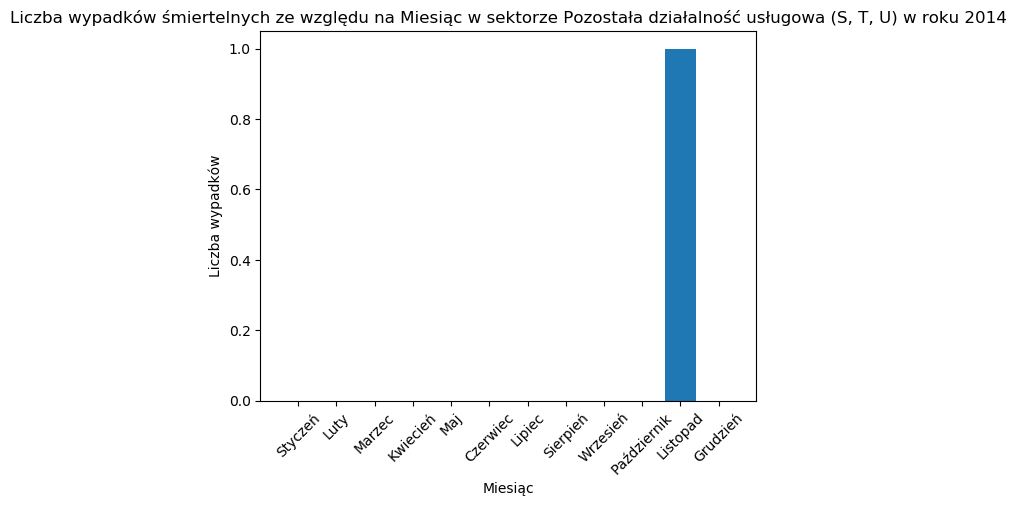 Liczba wypadków śmiertelnych ze względu na Miesiąc w sektorze Pozostała działalność usługowa (S, T, U) w roku 2014
1.0
0.8
0.6
0.4
0.2
0.0
Liczba wypadków
Styczeń
Luty
Marzec
Kwiecień
Maj
Czerwiec
Lipiec
Sierpień
Wrzesień
Październik
Listopad
Grudzień
Miesiąc